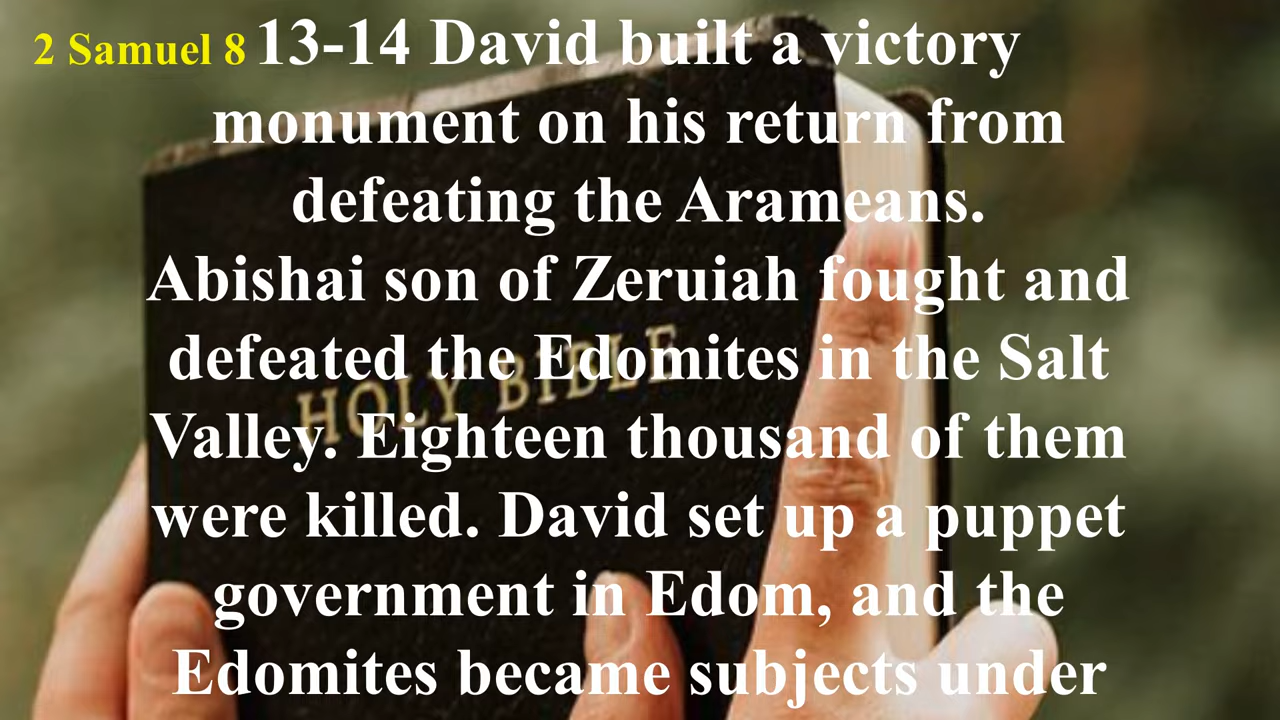 2 Samuel 8 13-14 David built a victory
monument on his return from
defeating the Arameans.
Abishai son of Zeruiah fought and
defeated the Edomites in the Salt
HOLY BIBLE
Valley. Eighteen thousand of them
were killed. David set up a puppet
government in Edom, and the
Edomites became subjects under